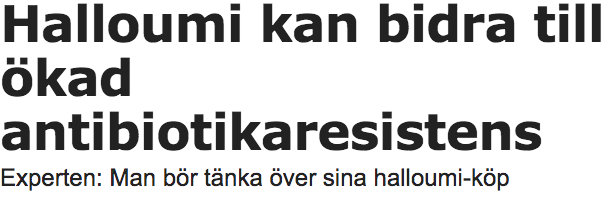 Halloumi kan bidra till
ökad
antibiotikaresistens
Experten: Man bör tänka över sina halloumi-köp